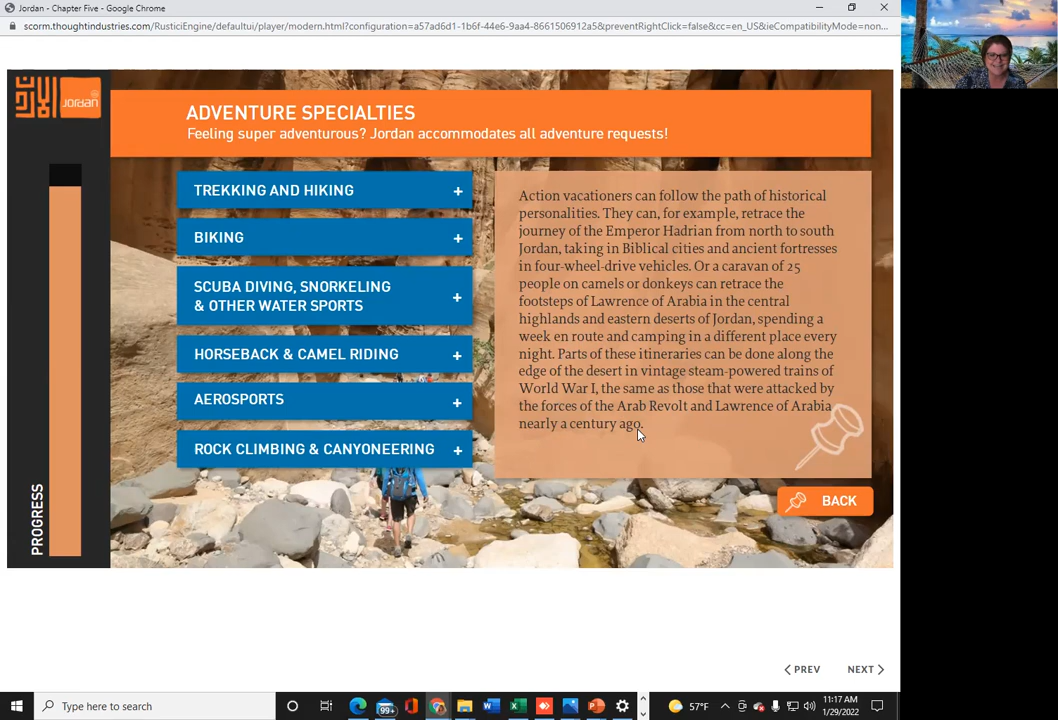 Jordan - Chapter Five - Google Chrome
scorm.thoughtindustries.com/RusticiEngine/defaultui/player/modern.html?configuration=a57ad6d1-1b6f-44e6-9aa4-8661506912a5&preventRightClick=false&cc=en_US&ieCompatibilityMode=non...
Jordan
ADVENTURE SPECIALTIES
Feeling super adventurous? Jordan accommodates all adventure requests!
TREKKING AND HIKING +
BIKING +
SCUBA DIVING, SNORKELING
& OTHER WATER SPORTS +
HORSEBACK & CAMEL RIDING +
AEROSPORTS +
ROCK CLIMBING & CANYONEERING +
Action vacationers can follow the path of historical
personalities. They can, for example, retrace the
journey of the Emperor Hadrian from north to south
Jordan, taking in Biblical cities and ancient fortresses
in four-wheel-drive vehicles. Or a caravan of 25
people on camels or donkeys can retrace the
footsteps of Lawrence of Arabia in the central
highlands and eastern deserts of Jordan, spending a
week en route and camping in a different place every
night. Parts of these itineraries can be done along the
edge of the desert in vintage steam-powered trains of
World War I, the same as those that were attacked by
the forces of the Arab Revolt and Lawrence of Arabia
nearly a century ago.
BACK
PROGRESS
PREV
NEXT
Type here to search
99+
57°F
11:17 AM
1/29/2022